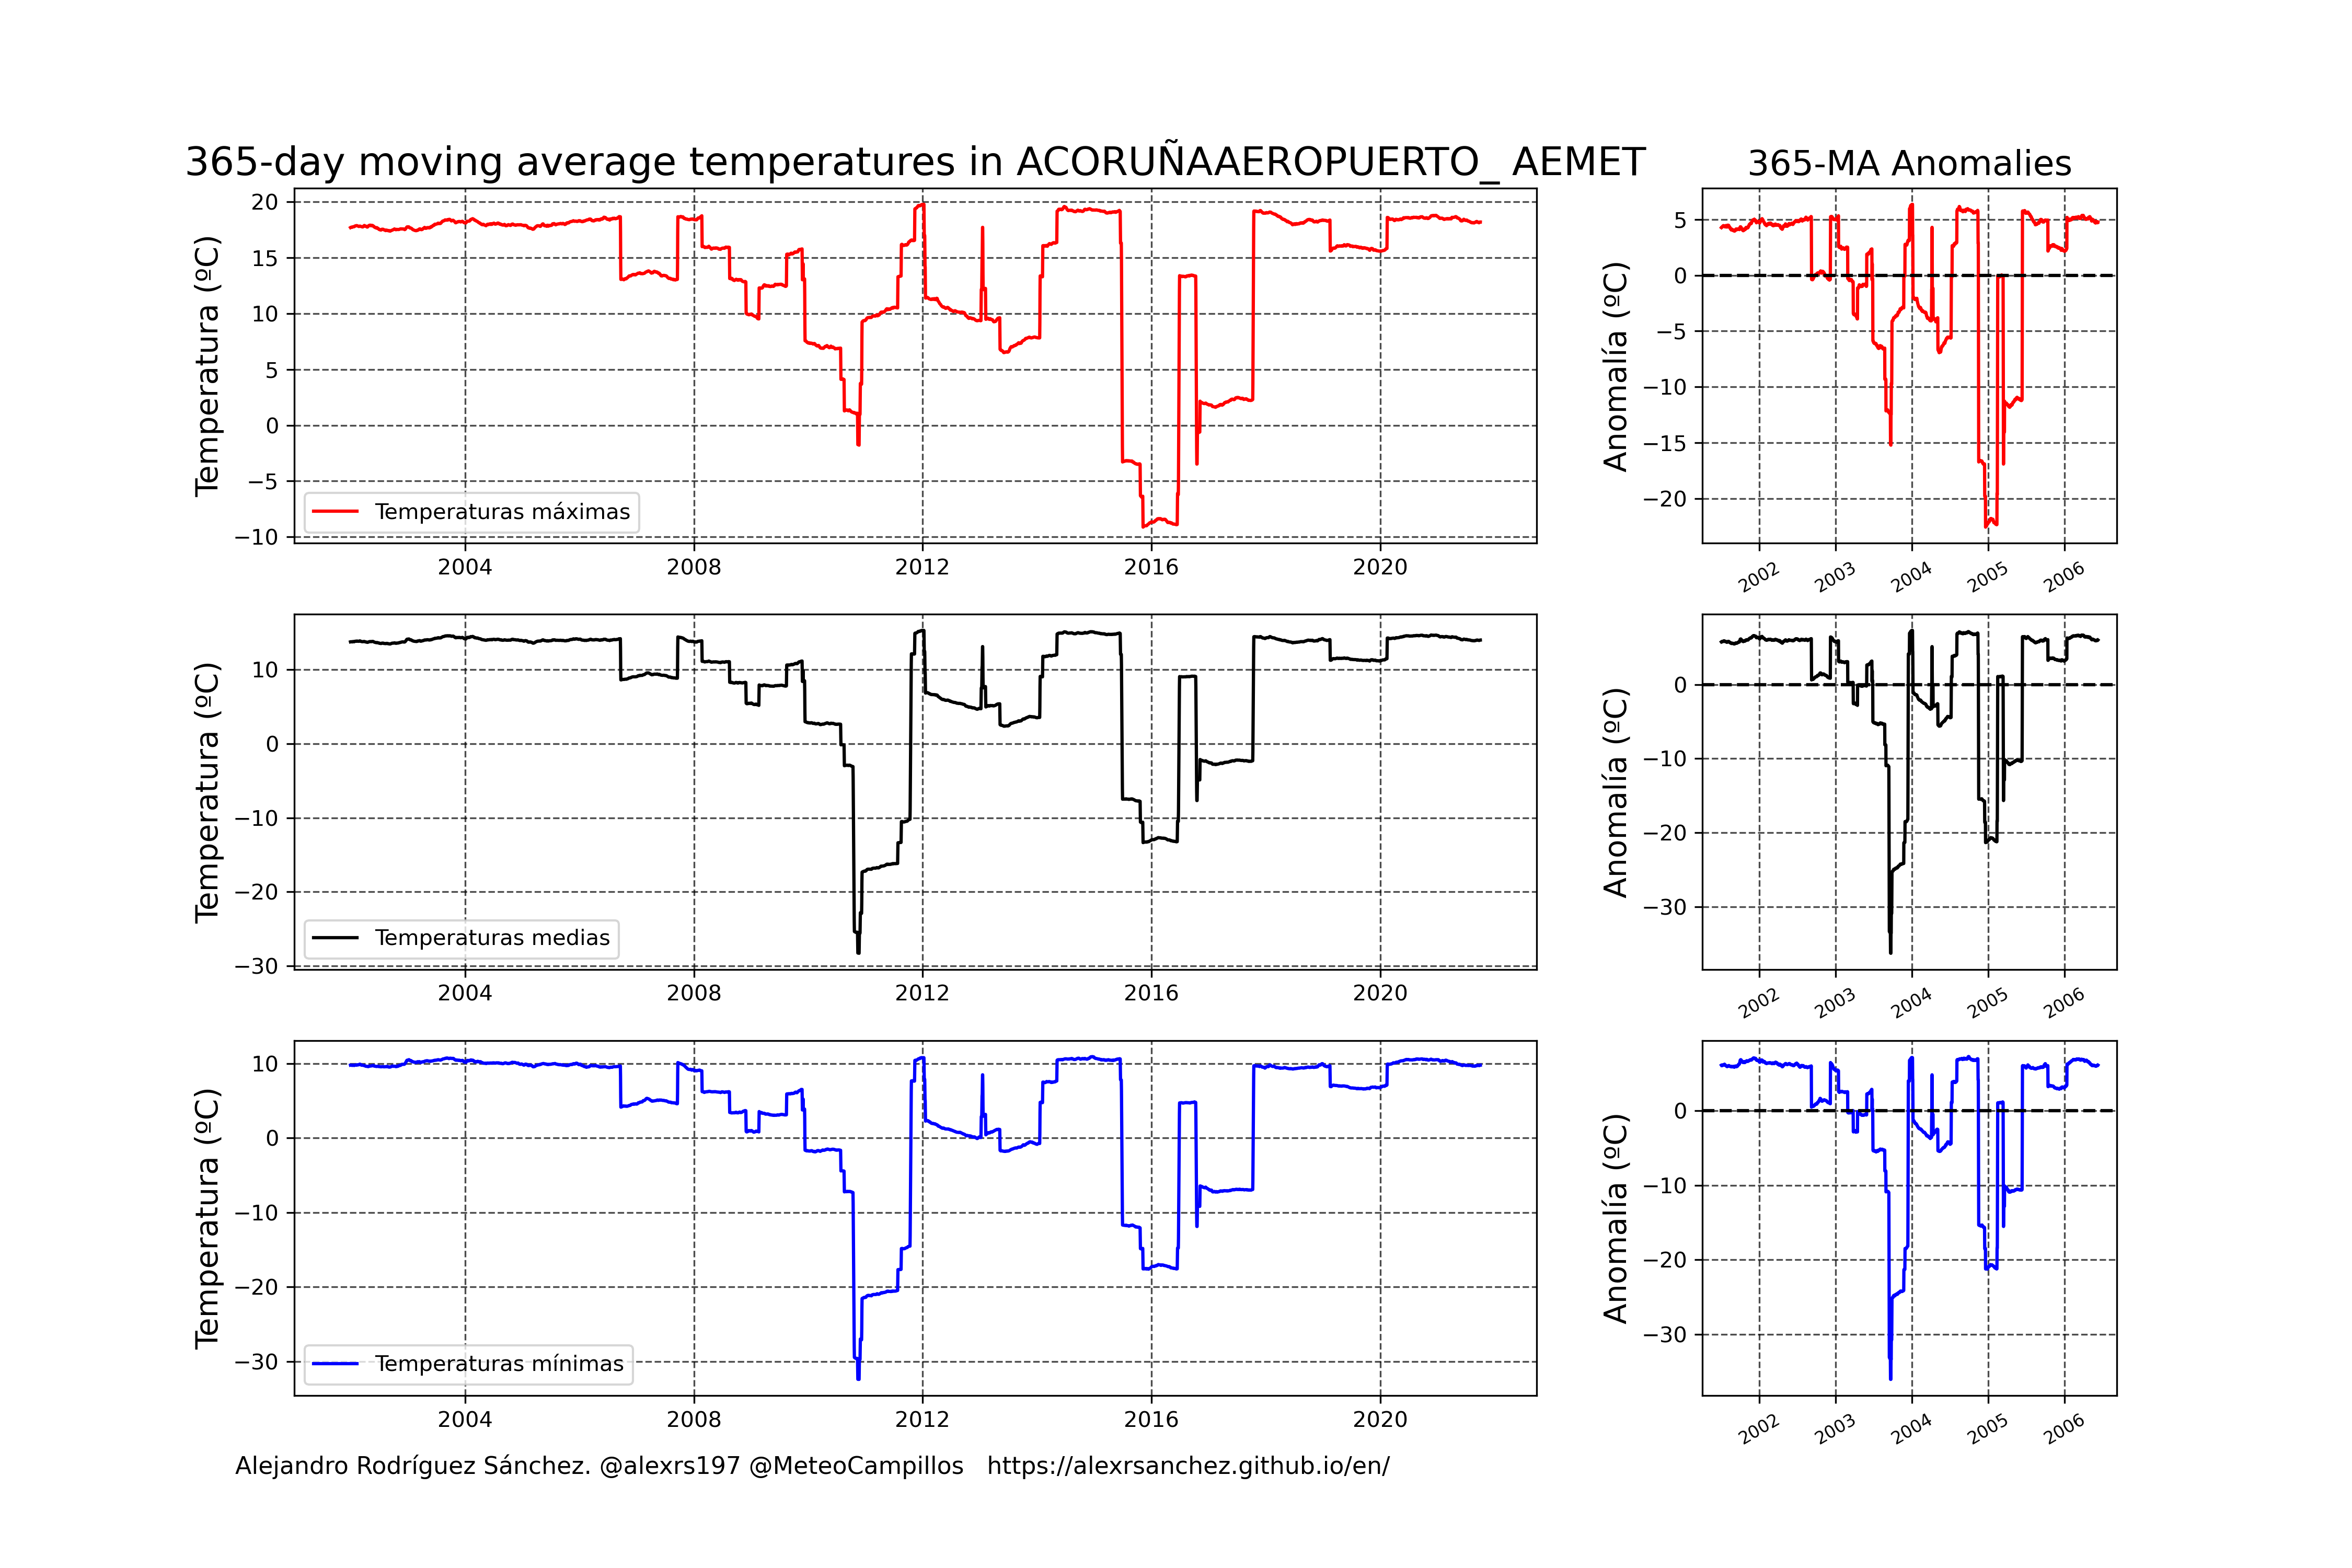 365-day moving average temperatures in ACORUÑAAEROPUERTO_ AEMET
365-MA Anomalies
Temperatura (ºC)
20
15
10
5
0
−5
−10
Temperaturas máximas
2004 2008 2012 2016 2020
Anomalía (ºC)
5
0
−5
−10
−15
−20
2002 2003 2004 2005 2006
Temperatura (ºC)
10
0
−10
−20
−30
Temperaturas medias
2004 2008 2012 2016 2020
Anomalía (ºC)
0
−10
−20
−30
2002 2003 2004 2005 2006
Temperatura (ºC)
10
0
−10
−20
−30
Temperaturas mínimas
2004 2008 2012 2016 2020
Anomalía (ºC)
0
−10
−20
−30
2002 2003 2004 2005 2006
Alejandro Rodríguez Sánchez. @alexrs197 @MeteoCampillos https://alexrsanchez.github.io/en/